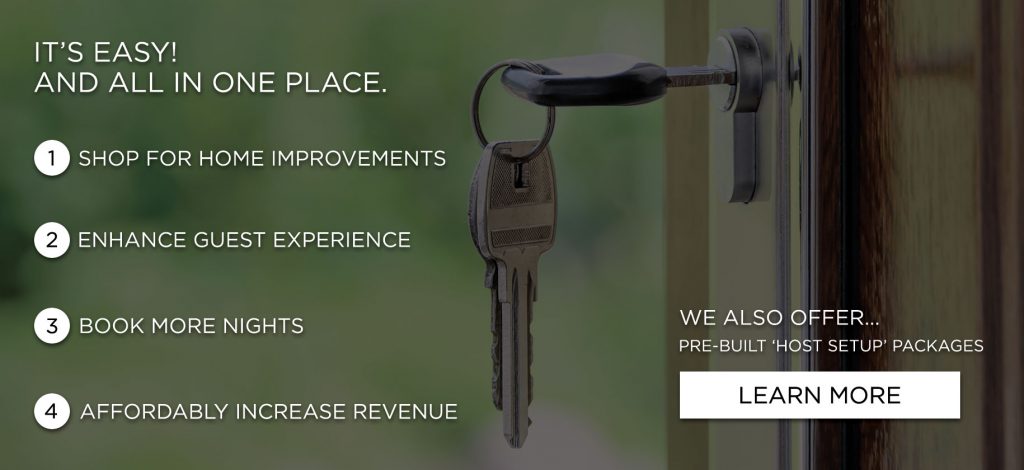 IT'S EASY!
AND ALL IN ONE PLACE.
1 SHOP FOR HOME IMPROVEMENTS
2 ENHANCE GUEST EXPERIENCE
3 BOOK MORE NIGHTS
4 AFFORDABLY INCREASE REVENUE
WE ALSO OFFER...
PRE-BUILT ‘HOST SETUP’ PACKAGES
LEARN MORE